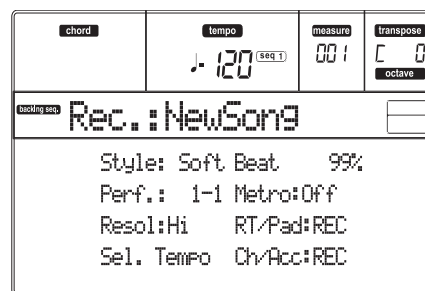 chord tempo measure transpose
♩- 120 seq 1 001 C 0
octave
backing seq. Rec.:NewSong
Style: Soft Beat 99%
Perf.: 1-1 Metro:Off
Resol:Hi RT/Pad:REC
Sel. Tempo Ch/Acc:REC